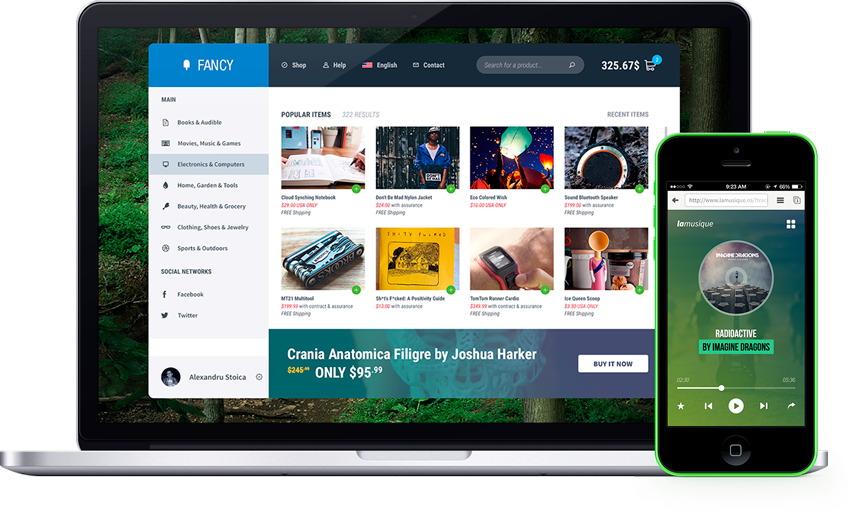 FANCY
Shop
Help
English
Contact
Search for a product...
325.67$
2
MAIN
Books & Audible
Movies, Music & Games
Electronics & Computers
Home, Garden & Tools
Beauty, Health & Grocery
Clothing, Shoes & Jewelry
Sports & Outdoors
SOCIAL NETWORKS
Facebook
Twitter
Alexandru Stoica
POPULAR ITEMS
322 RESULTS
RECENT ITEMS
Cloud Synching Notebook
$29.00 USA ONLY
FREE Shipping
Don't Be Mad Nylon Jacket
$24.00 with assurance
FREE Shipping
Eco Colored Wish
$10.00 USA ONLY
Sound Bluetooth Speaker
$199.00 with assurance
FREE Shipping
BROOKS
MT21 Multitool
$199.99 with contract & assurance
FREE Shipping
Sh*t's F*cked: A Positivity Guide
$13.00 with assurance
TomTom Runner Cardio
$349.99 with contract & assurance
FREE Shipping
Ice Queen Scoop
$3.50 USA ONLY
FREE Shipping
Crania Anatomica Filigre by Joshua Harker
$245.99 ONLY $95.99
BUY IT NOW
9:23 AM
66%
lamusique
IMAGINE DRAGONS
RADIOACTIVE
BY IMAGINE DRAGONS
02:30
05:36